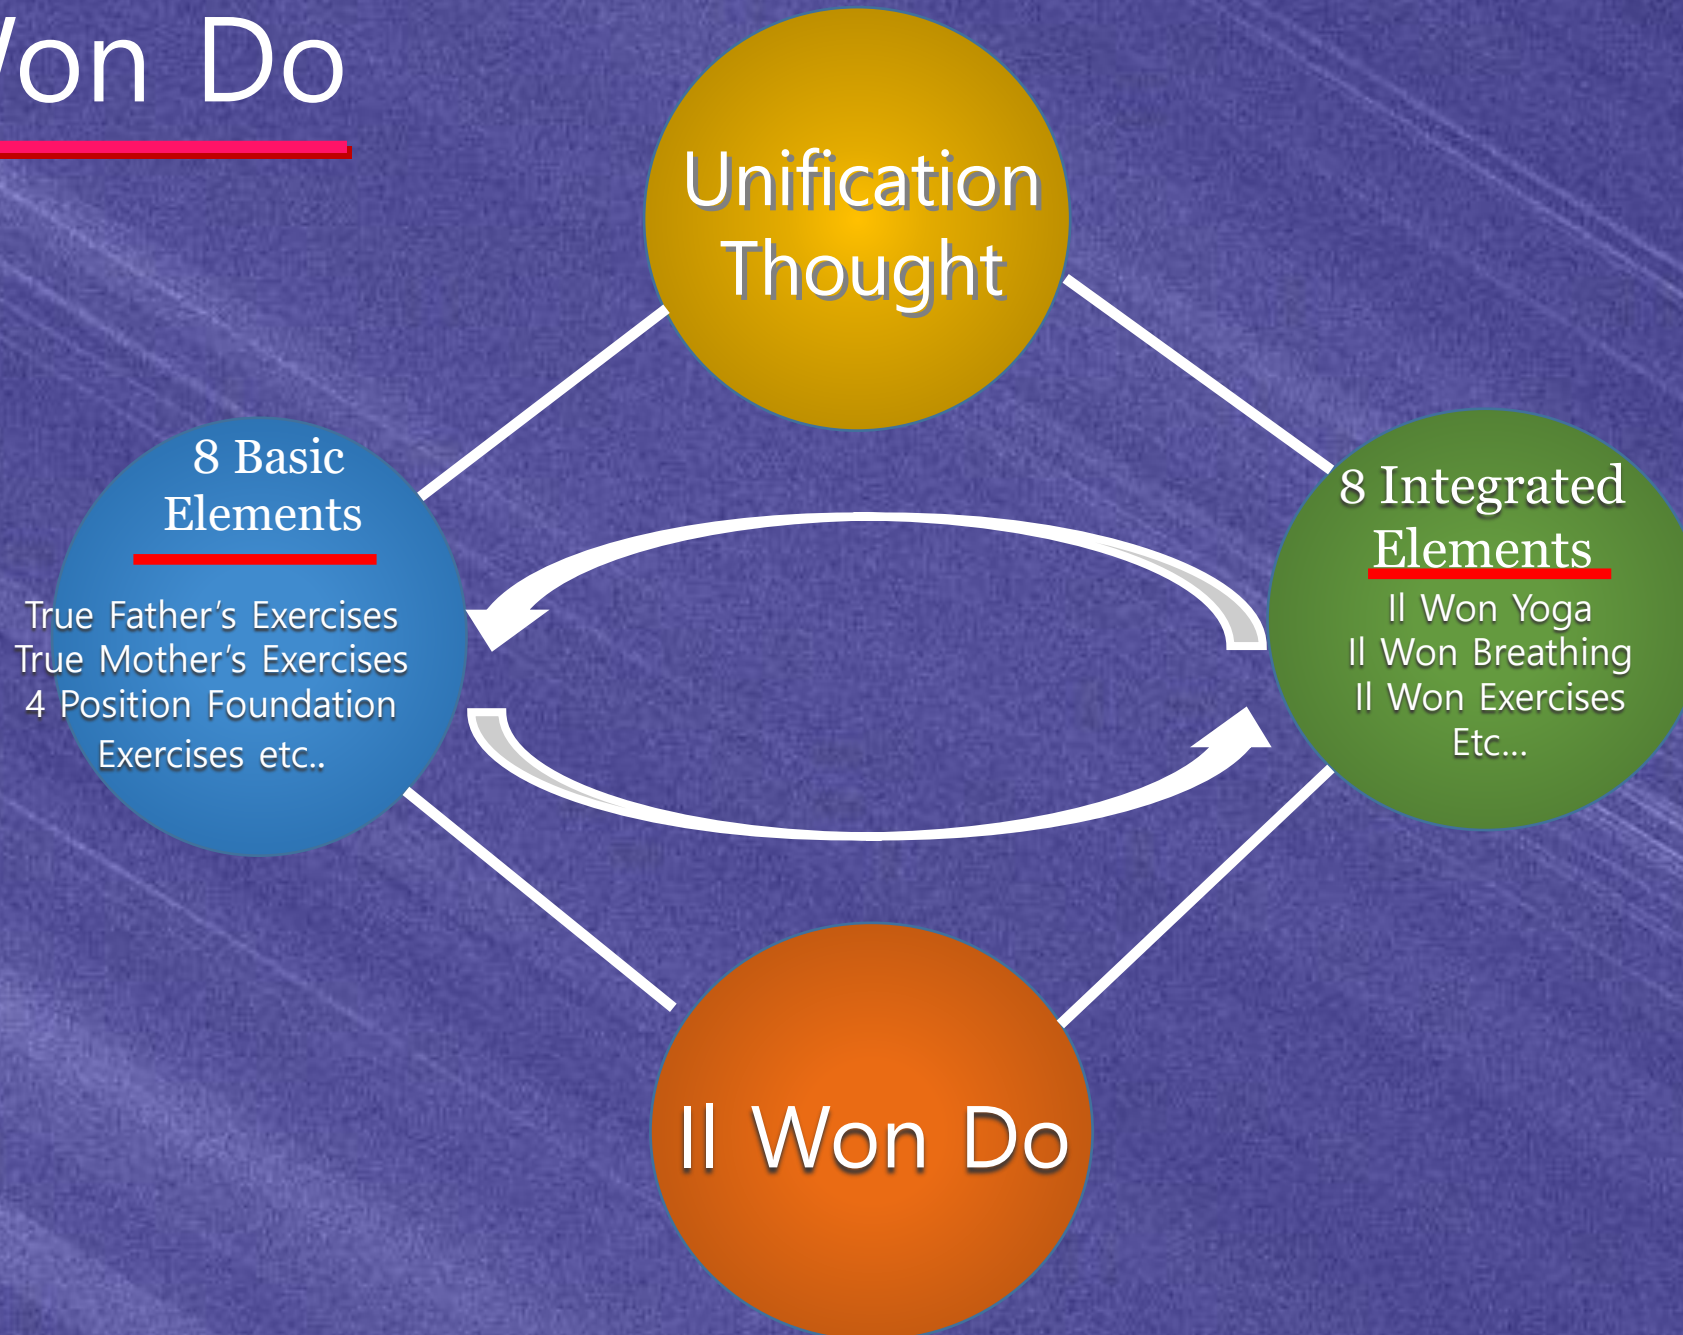 Won Do
Unification
Thought
8 Basic
Elements
True Father's Exercises
True Mother's Exercises
4 Position Foundation
Exercises etc..
8 Integrated
Elements
Il Won Yoga
Il Won Breathing
Il Won Exercises
Etc...
Il Won Do